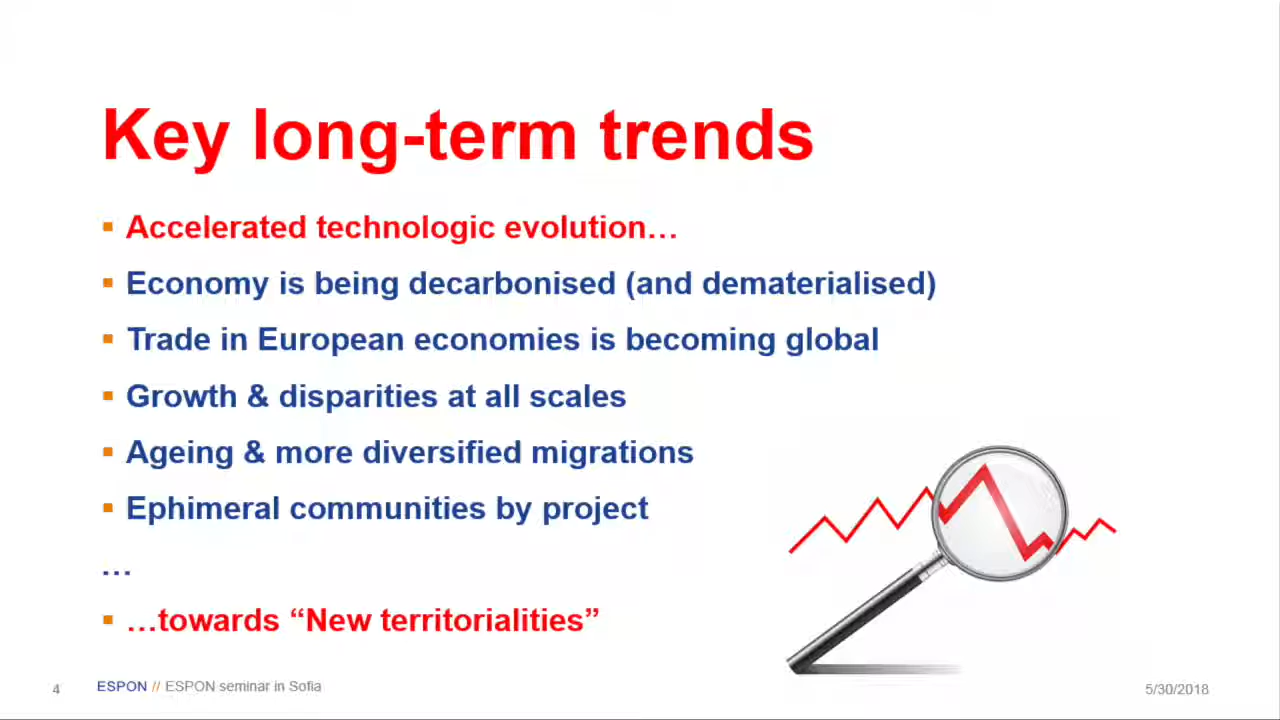 Key long-term trends
▪ Accelerated technologic evolution…
▪ Economy is being decarbonised (and dematerialised)
▪ Trade in European economies is becoming global
▪ Growth & disparities at all scales
▪ Ageing & more diversified migrations
▪ Ephimeral communities by project
…
▪ …towards “New territorialities”
4 ESPON // ESPON seminar in Sofia 5/30/2018